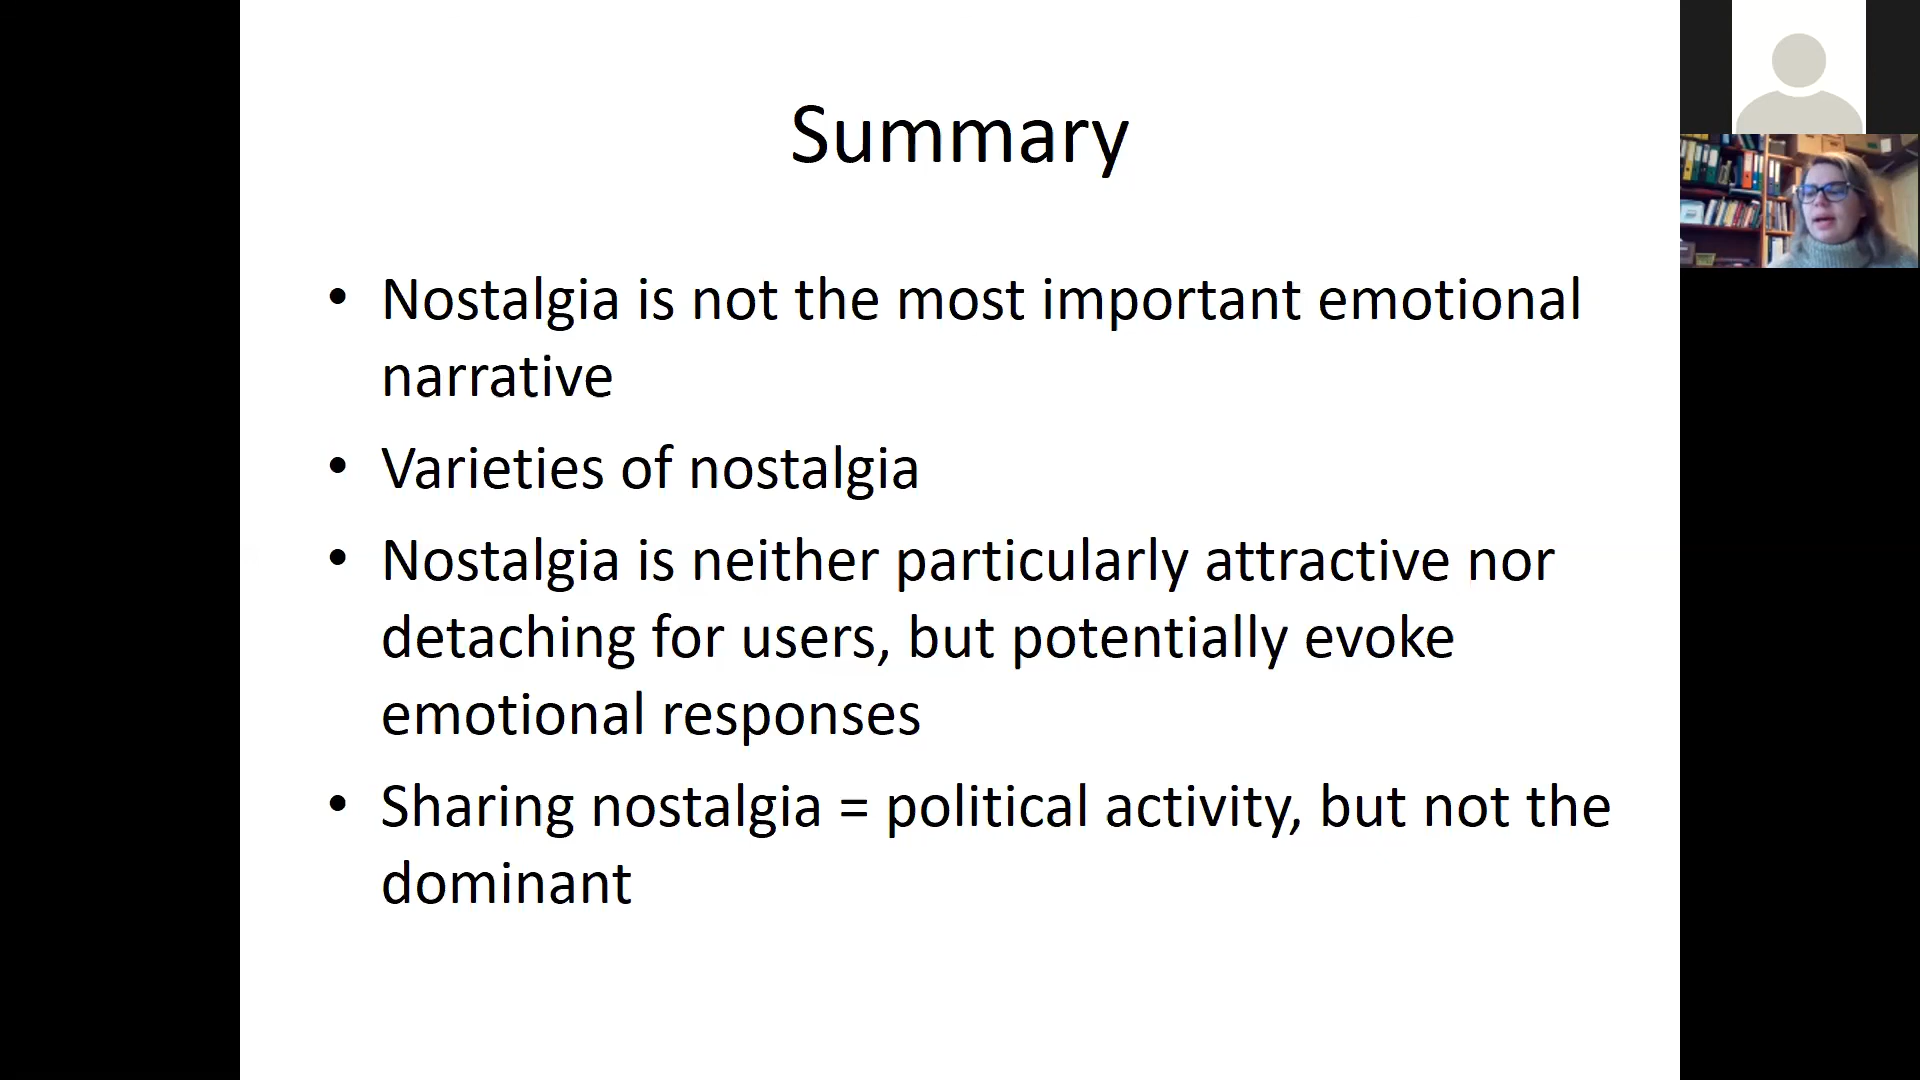 Summary
• Nostalgia is not the most important emotional
narrative
• Varieties of nostalgia
• Nostalgia is neither particularly attractive nor
detaching for users, but potentially evoke
emotional responses
• Sharing nostalgia = political activity, but not the
dominant